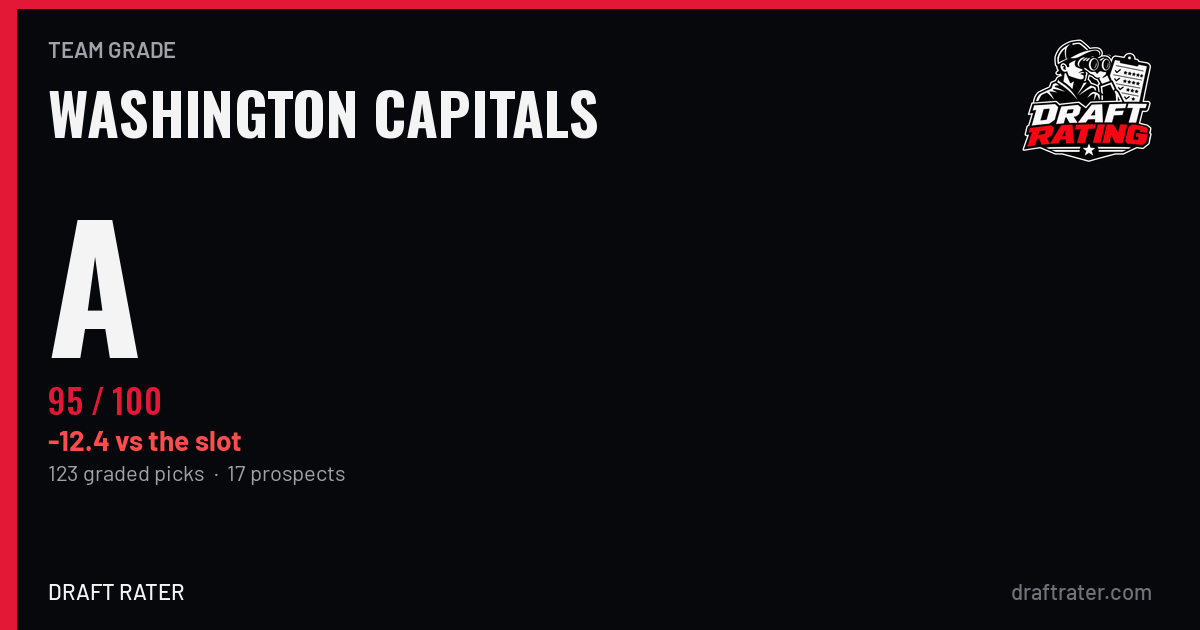 TEAM GRADE
WASHINGTON CAPITALS
DRAFT
RATING
A
95 / 100
-12.4 vs the slot
123 graded picks · 17 prospects
DRAFT RATER
draftrater.com